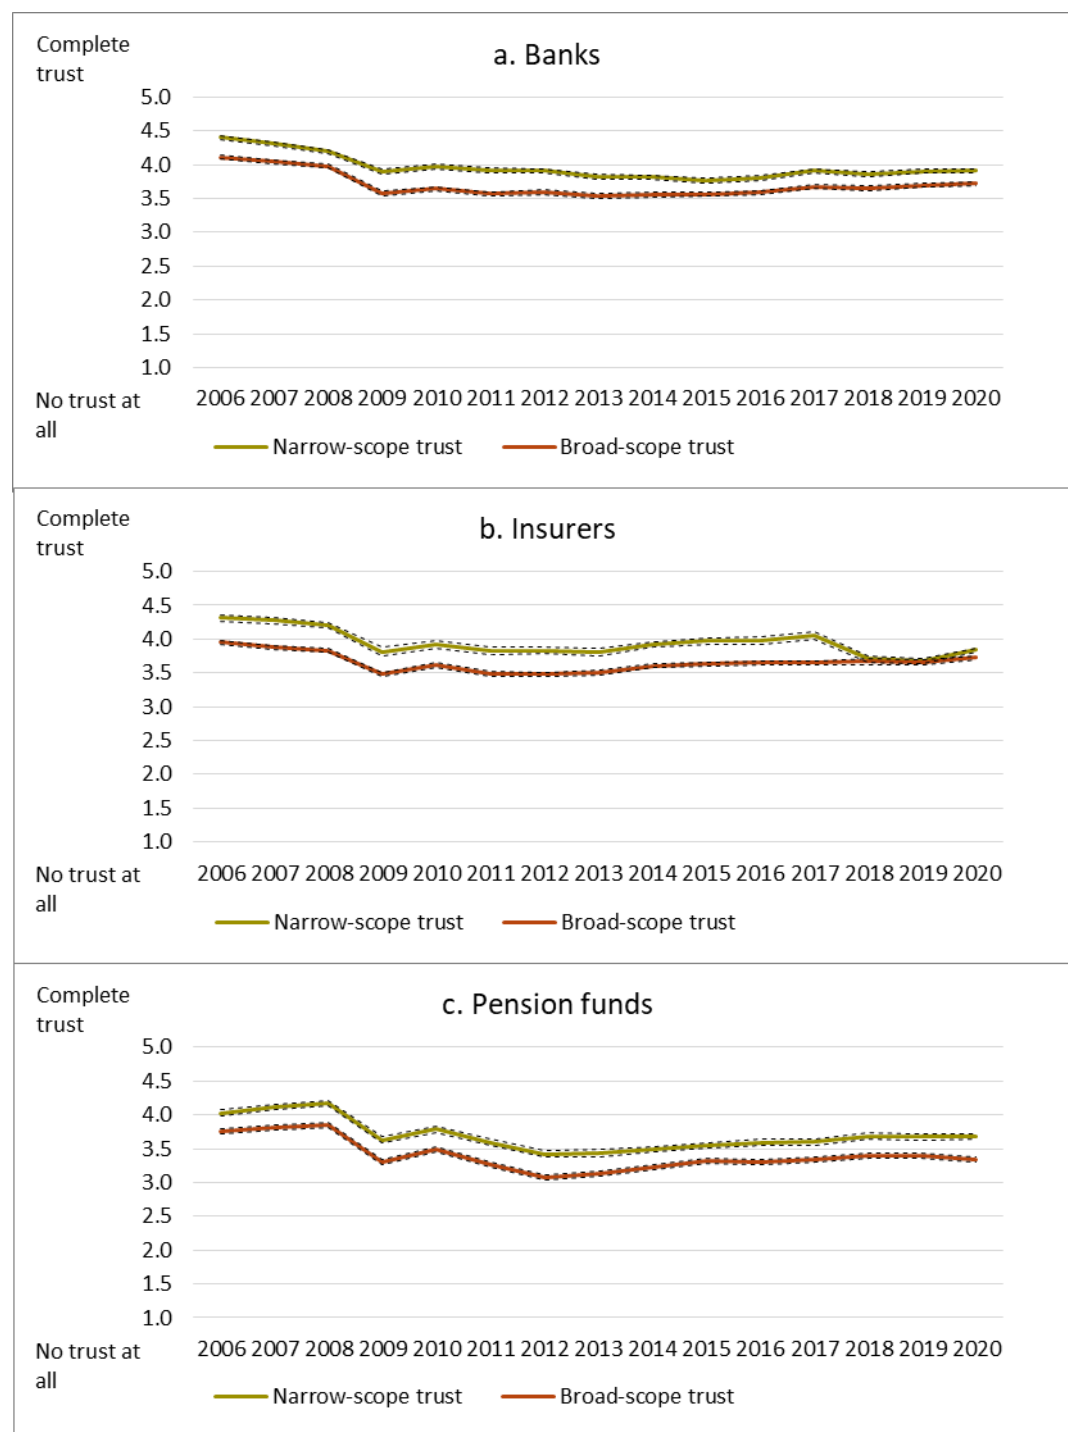 Complete
trust
a. Banks
5.0
4.5
4.0
3.5
3.0
2.5
2.0
1.5
1.0
No trust at
all
2006 2007 2008 2009 2010 2011 2012 2013 2014 2015 2016 2017 2018 2019 2020
Narrow-scope trust Broad-scope trust
Complete
trust
b. Insurers
5.0
4.5
4.0
3.5
3.0
2.5
2.0
1.5
1.0
No trust at
all
2006 2007 2008 2009 2010 2011 2012 2013 2014 2015 2016 2017 2018 2019 2020
Narrow-scope trust Broad-scope trust
Complete
trust
c. Pension funds
5.0
4.5
4.0
3.5
3.0
2.5
2.0
1.5
1.0
No trust at
all
2006 2007 2008 2009 2010 2011 2012 2013 2014 2015 2016 2017 2018 2019 2020
Narrow-scope trust Broad-scope trust